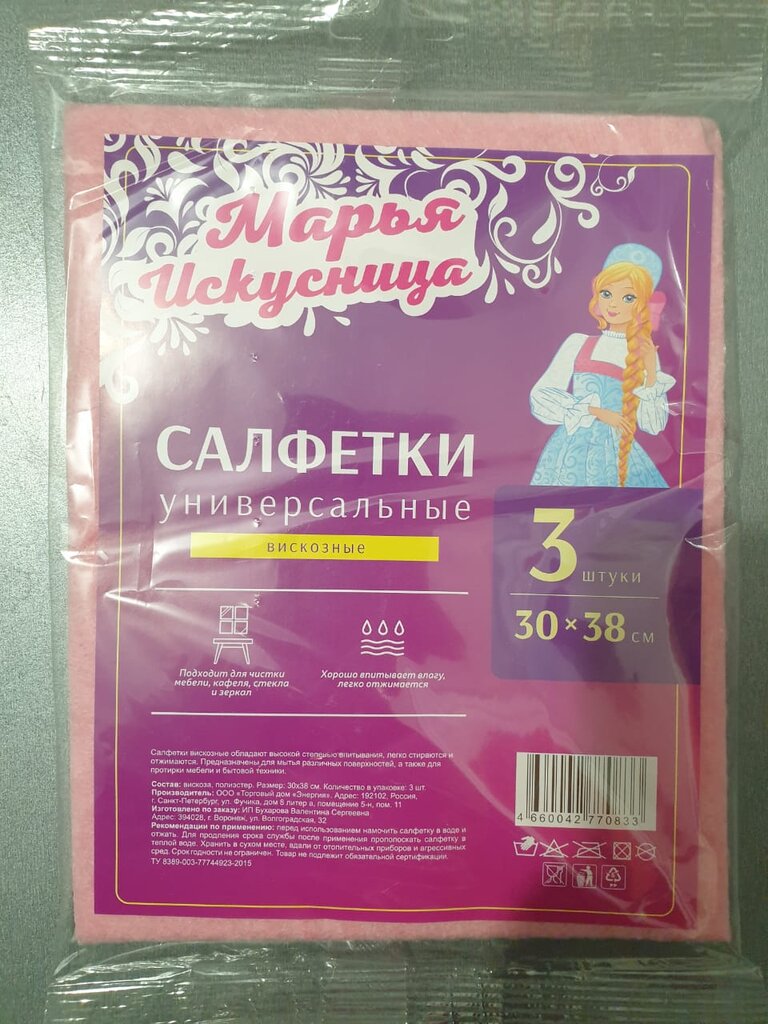 Марья
Искусница
САЛФЕТКИ
универсальные
вискозные
3 штуки
30 × 38 см
Подходит для чистки
мебели, кафеля, стекла
и зеркал
Хорошо впитывает влагу,
легко отжимается
Салфетки вискозные обладают высокой степенью впитывания, легко стираются и
отжимаются. Предназначены для мытья различных поверхностей, а также для
протирки мебели и бытовой техники.
Состав: вискоза, полиэстер. Размер: 30х38 см. Количество в упаковке: 3 шт.
Производитель: ООО «Торговый дом «Энергия». Адрес: 192102, Россия,
г. Санкт-Петербург, ул. Фучика, дом 8 литер а, помещение 5-н, пом. 11
Изготовлено по заказу: ИП Бухарова Валентина Сергеевна
Адрес: 394028, г. Воронеж, ул. Волгоградская, 32
Рекомендации по применению: перед использованием намочить салфетку в воде и
отжать. Для продления срока службы после применения прополоскать салфетку в
теплой воде. Хранить в сухом месте, вдали от отопительных приборов и агрессивных
сред. Срок годности не ограничен. Товар не подлежит обязательной сертификации.
ТУ 8389-003-77744923-2015
4 660042 770833